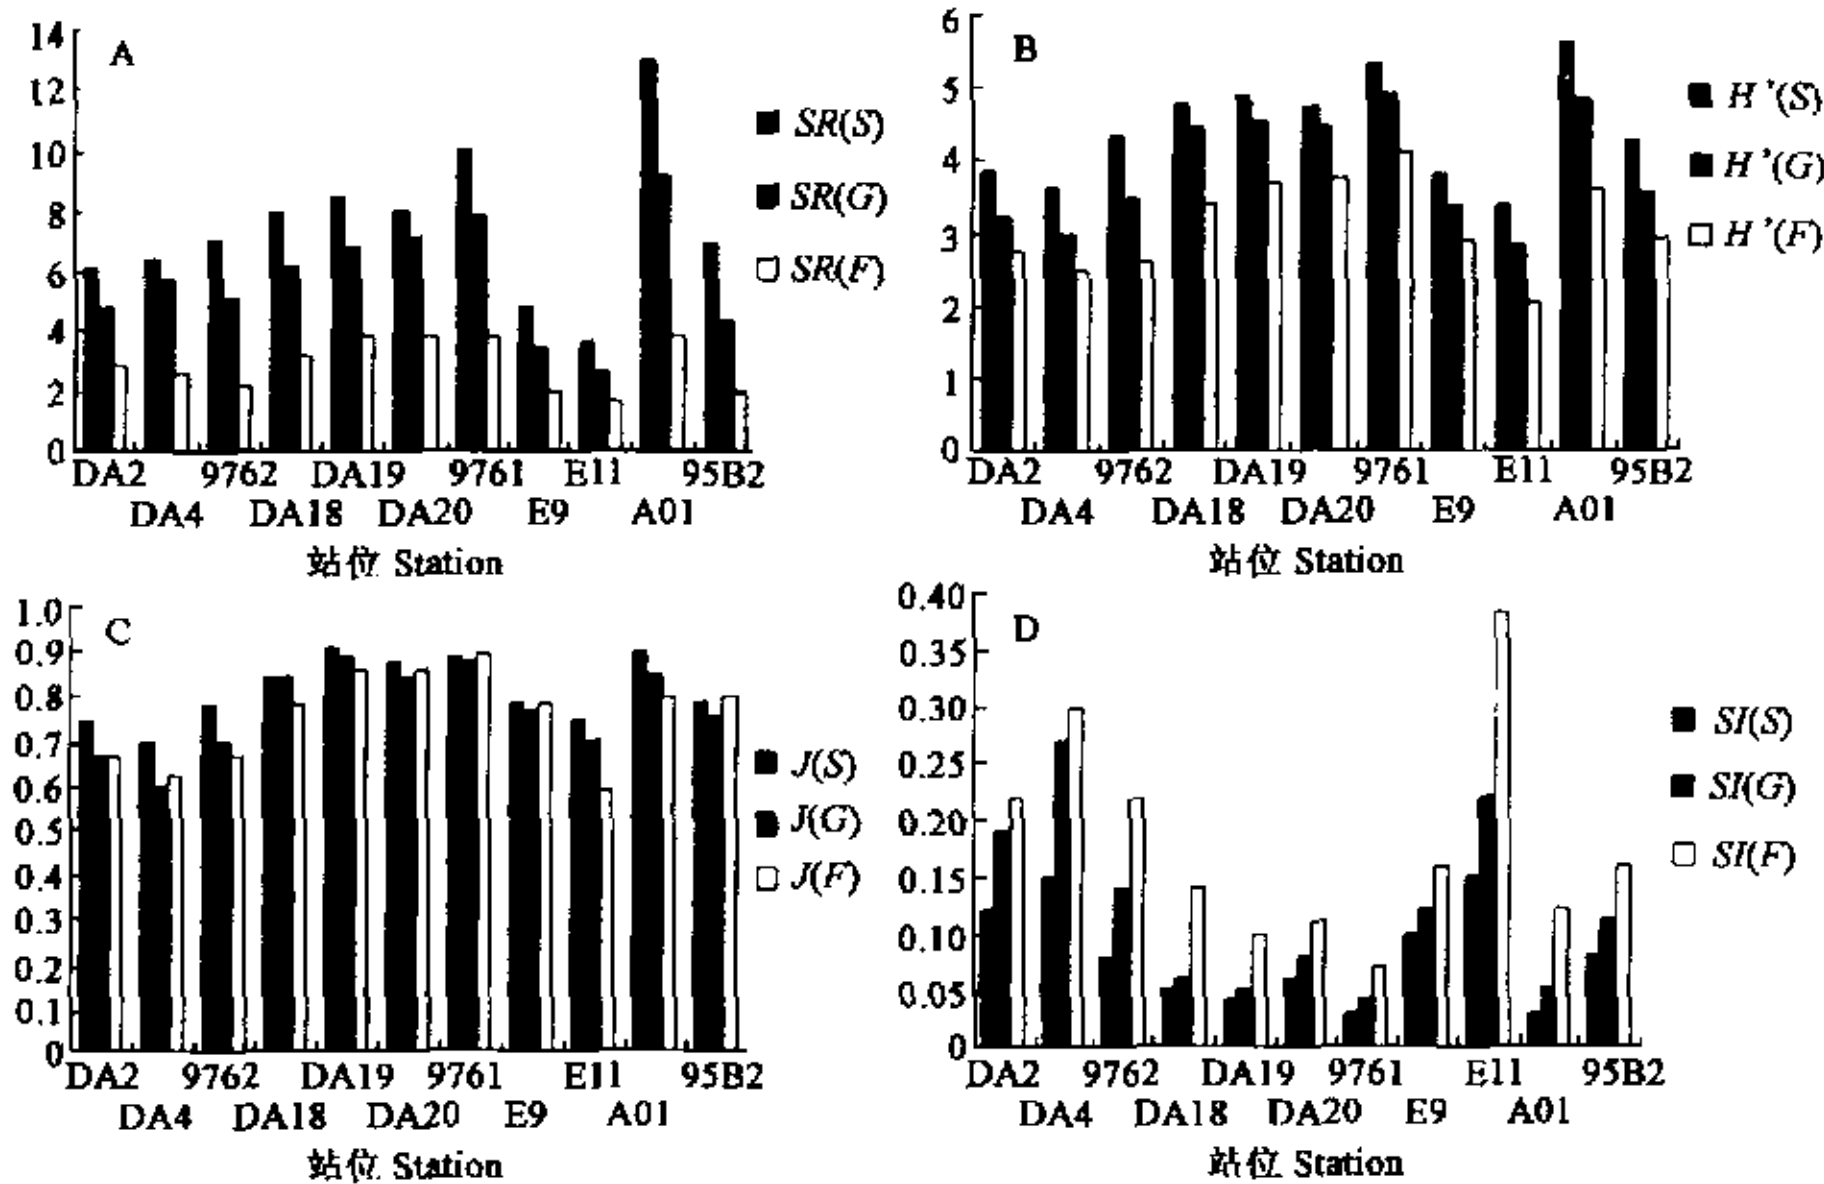 A
14
12
10
8
6
4
2
0
SR(S)
SR(G)
SR(F)
DA2 9762 DA19 9761 E11 95B2
DA4 DA18 DA20 E9 A01
站位 Station
B
6
5
4
3
2
1
0
H'(S)
H'(G)
H'(F)
DA2 9762 DA19 9761 E11 95B2
DA4 DA18 DA20 E9 A01
站位 Station
C
1.0
0.9
0.8
0.7
0.6
0.5
0.4
0.3
0.2
0.1
0
J(S)
J(G)
J(F)
DA2 9762 DA19 9761 E11 95B2
DA4 DA18 DA20 E9 A01
站位 Station
D
0.40
0.35
0.30
0.25
0.20
0.15
0.10
0.05
0
SI(S)
SI(G)
SI(F)
DA2 9762 DA19 9761 E11 95B2
DA4 DA18 DA20 E9 A01
站位 Station